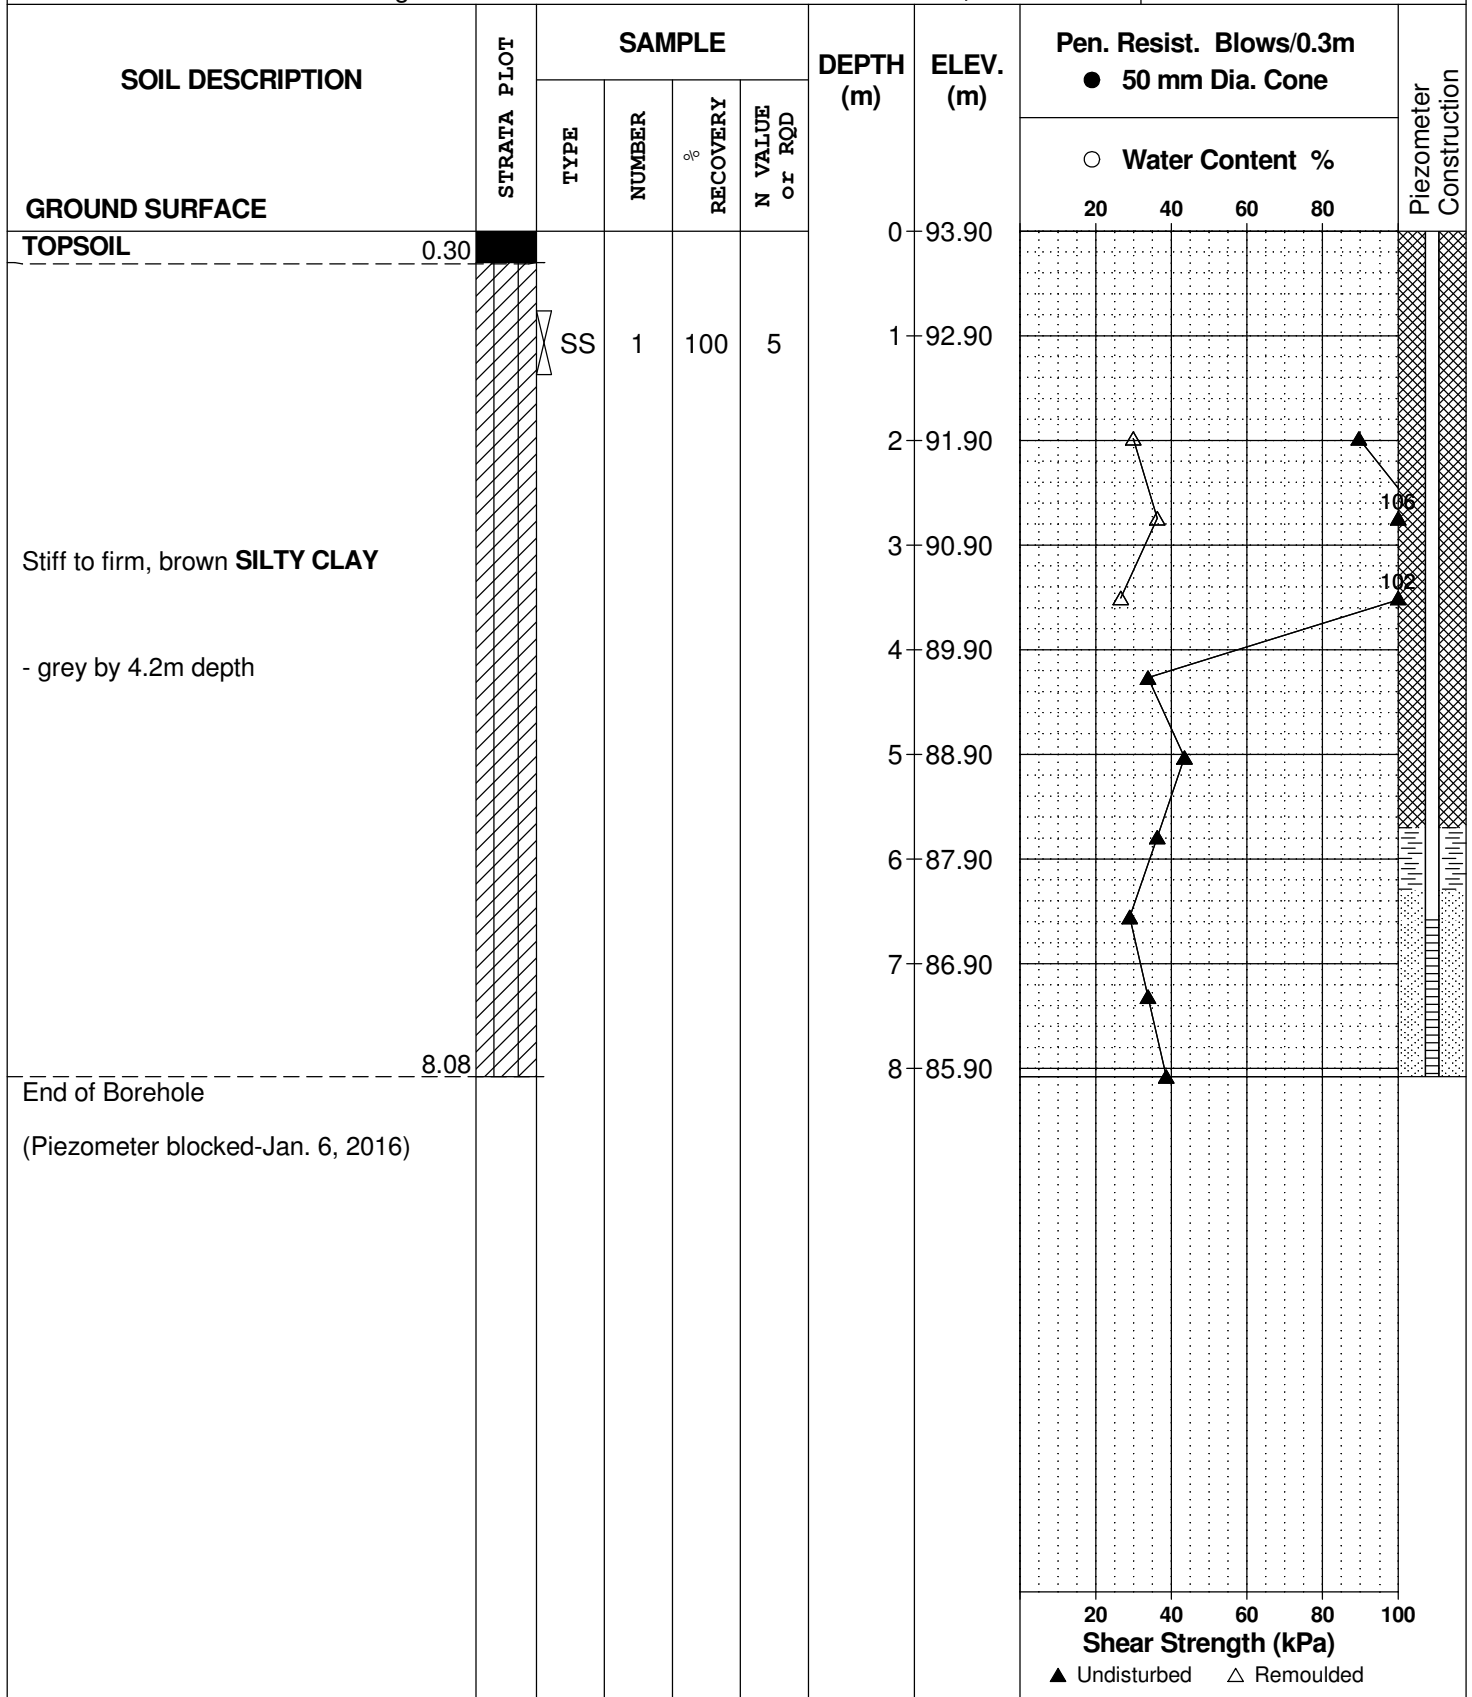 SOIL DESCRIPTION
GROUND SURFACE
STRATA PLOT
SAMPLE
TYPE
NUMBER
% RECOVERY
N VALUE or RQD
DEPTH (m)
ELEV. (m)
Pen. Resist. Blows/0.3m
● 50 mm Dia. Cone
○ Water Content %
20 40 60 80
Piezometer Construction
TOPSOIL 0.30
0 93.90
SS 1 100 5
1 92.90
2 91.90
106
3 90.90
Stiff to firm, brown SILTY CLAY
102
4 89.90
- grey by 4.2m depth
5 88.90
6 87.90
7 86.90
8.08
8 85.90
End of Borehole
(Piezometer blocked-Jan. 6, 2016)
20 40 60 80 100
Shear Strength (kPa)
▲ Undisturbed △ Remoulded